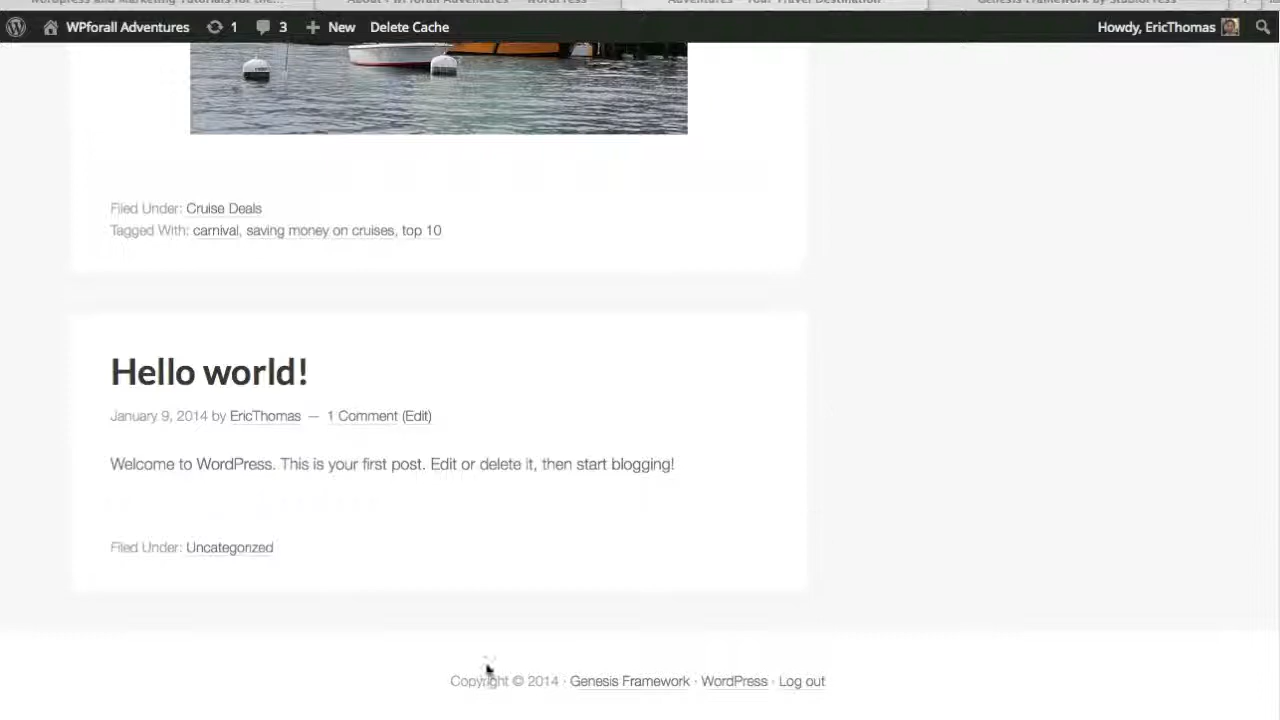 WPforall Adventures 1 3 New Delete Cache Howdy, EricThomas
Filed Under: Cruise Deals
Tagged With: carnival, saving money on cruises, top 10
Hello world!
January 9, 2014 by EricThomas — 1 Comment (Edit)
Welcome to WordPress. This is your first post. Edit or delete it, then start blogging!
Filed Under: Uncategorized
Copyright © 2014 · Genesis Framework · WordPress · Log out